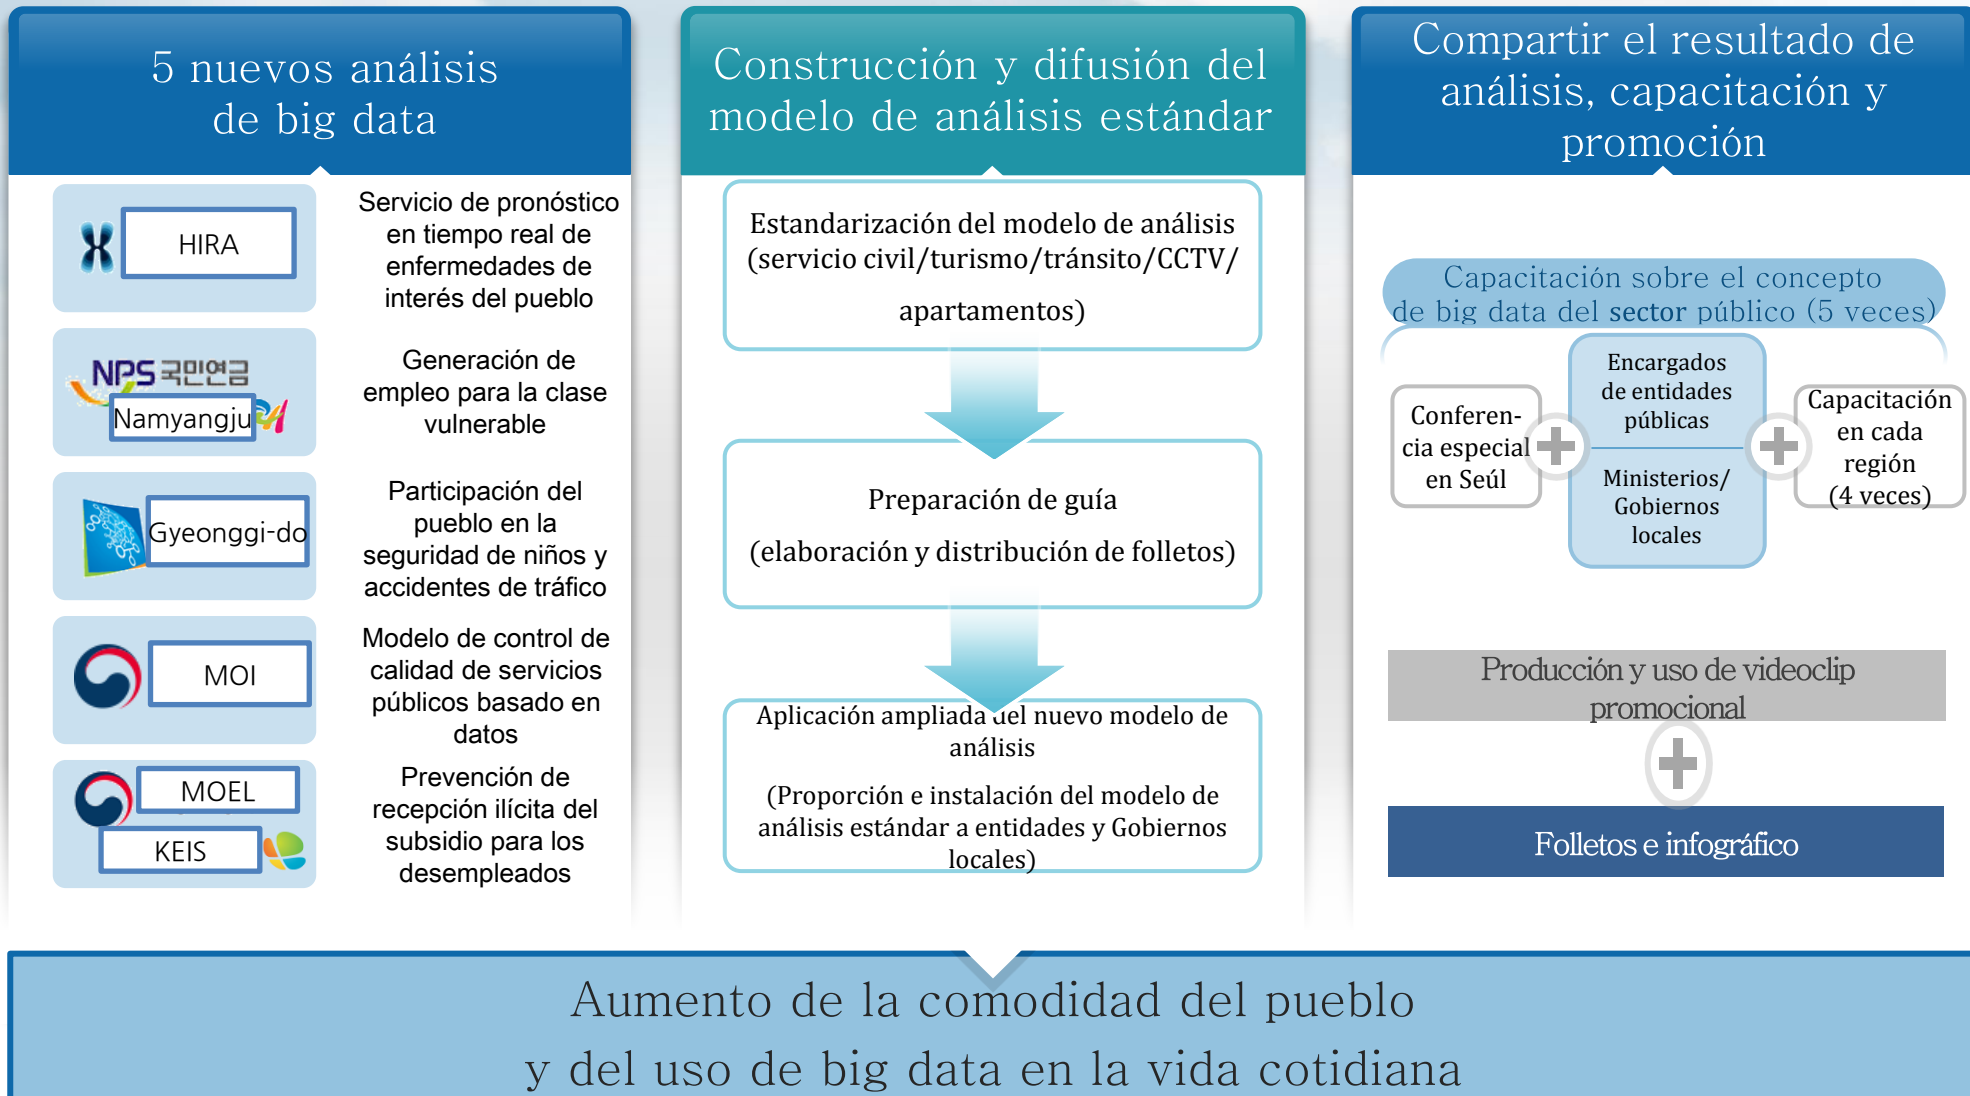 5 nuevos análisis
de big data
HIRA
Servicio de pronóstico
en tiempo real de
enfermedades de
interés del pueblo
NPS 국민연금
Namyangju
Generación de
empleo para la clase
vulnerable
Gyeonggi-do
Participación del
pueblo en la
seguridad de niños y
accidentes de tráfico
MOI
Modelo de control de
calidad de servicios
públicos basado en
datos
MOEL
KEIS
Prevención de
recepción ilícita del
subsidio para los
desempleados
Construcción y difusión del
modelo de análisis estándar
Estandarización del modelo de análisis
(servicio civil/turismo/tránsito/CCTV/
apartamentos)
Preparación de guía
(elaboración y distribución de folletos)
Aplicación ampliada del nuevo modelo de
análisis
(Proporción e instalación del modelo de
análisis estándar a entidades y Gobiernos
locales)
Compartir el resultado de
análisis, capacitación y
promoción
Capacitación sobre el concepto
de big data del sector público (5 veces)
Conferen-
cia especial
en Seúl
Encargados
de entidades
públicas
Ministerios/
Gobiernos
locales
Capacitación
en cada
región
(4 veces)
Producción y uso de videoclip
promocional
Folletos e infográfico
Aumento de la comodidad del pueblo
y del uso de big data en la vida cotidiana